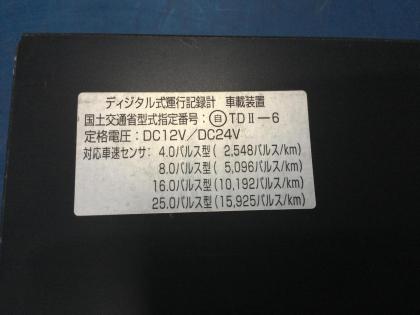 ディジタル式運行記録計 車載装置
国土交通省型式指定番号：㊐TDⅡ－6
定格電圧：DC12V／DC24V
対応車速センサ：4.0パルス型（ 2,548パルス/km）
8.0パルス型（ 5,096パルス/km）
16.0パルス型（10,192パルス/km）
25.0パルス型（15,925パルス/km）